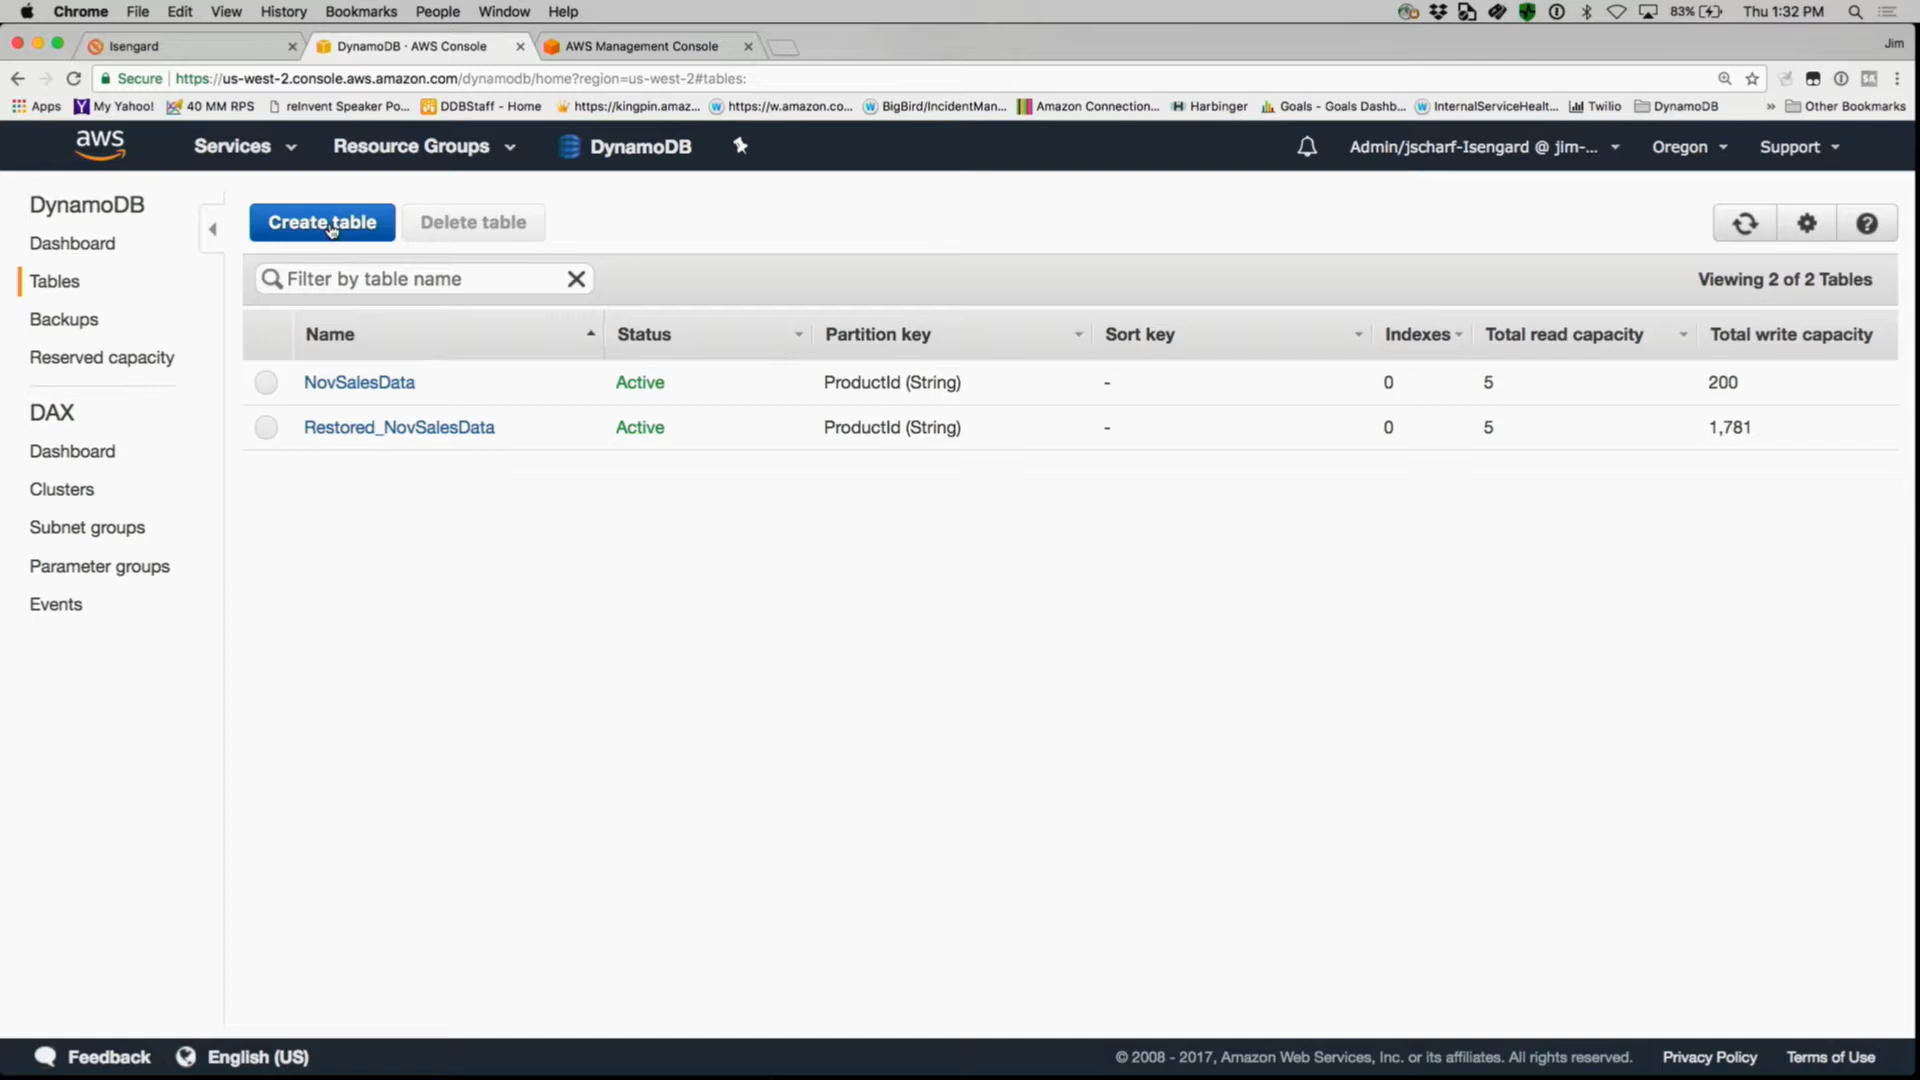 Chrome File Edit View History Bookmarks People Window Help 83% Thu 1:32 PM
Isengard DynamoDB · AWS Console AWS Management Console Jim
Secure https://us-west-2.console.aws.amazon.com/dynamodb/home?region=us-west-2#tables:
Apps My Yahoo! 40 MM RPS reInvent Speaker Po... DDBStaff - Home https://kingpin.amaz... https://w.amazon.co... BigBird/IncidentMan... Amazon Connection... Harbinger Goals - Goals Dashb... InternalServiceHealt... Twilio DynamoDB » Other Bookmarks
aws Services Resource Groups DynamoDB Admin/jscharf-Isengard @ jim-... Oregon Support
DynamoDB
Dashboard
Tables
Backups
Reserved capacity
DAX
Dashboard
Clusters
Subnet groups
Parameter groups
Events
Create table Delete table
Filter by table name Viewing 2 of 2 Tables
Name Status Partition key Sort key Indexes Total read capacity Total write capacity
NovSalesData Active ProductId (String) - 0 5 200
Restored_NovSalesData Active ProductId (String) - 0 5 1,781
Feedback English (US) © 2008 - 2017, Amazon Web Services, Inc. or its affiliates. All rights reserved. Privacy Policy Terms of Use